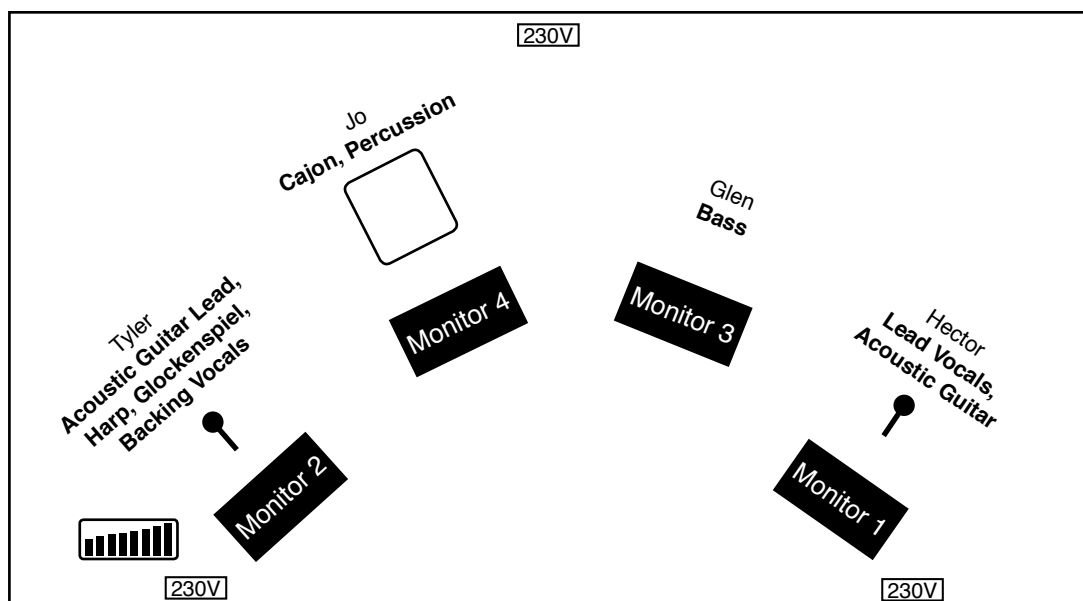 230V
Jo
Cajon, Percussion
Glen
Bass
Tyler
Acoustic Guitar Lead,
Harp, Glockenspiel,
Backing Vocals
Monitor 4
Monitor 3
Hector
Lead Vocals,
Acoustic Guitar
Monitor 2
Monitor 1
230V
230V